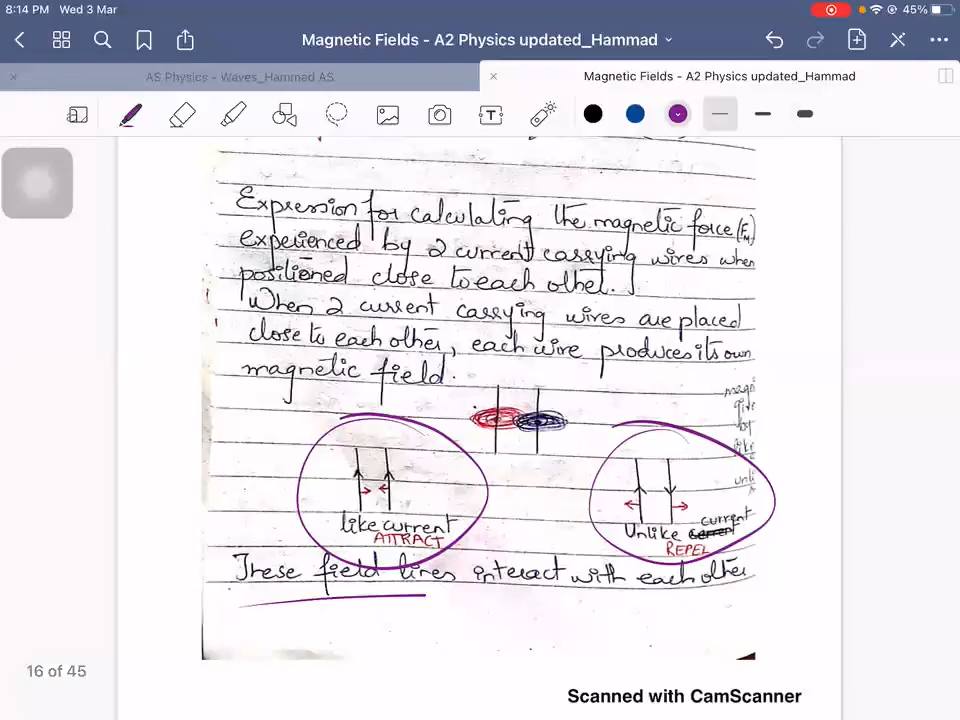 8:14 PM Wed 3 Mar
45%
Magnetic Fields - A2 Physics updated_Hammad
AS Physics - Waves_Hammad AS
Magnetic Fields - A2 Physics updated_Hammad
Expression for calculating the magnetic force (FM)
experienced by 2 current carrying wires when
positioned close to each other.
When 2 current carrying wires are placed
close to each other, each wire produces its own
magnetic field.
like current
ATTRACT
current
Unlike
REPEL
These field lines interact with each other
16 of 45
Scanned with CamScanner